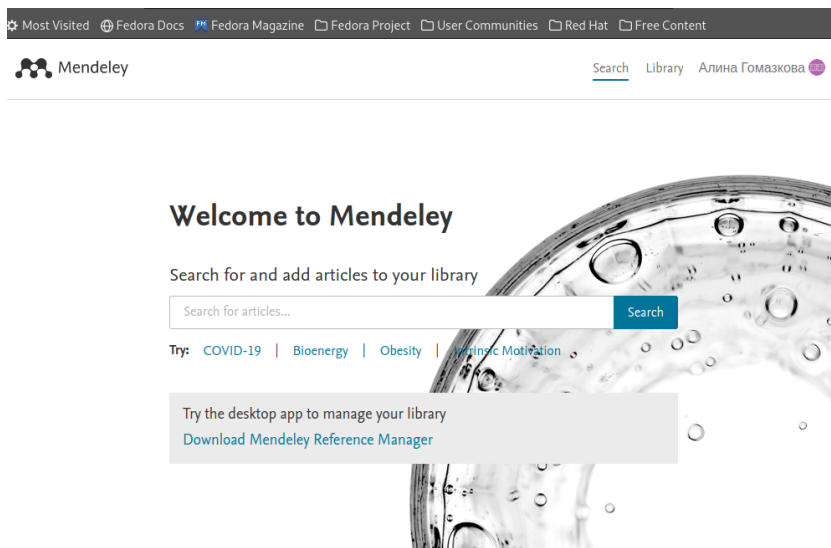 Most Visited Fedora Docs Fedora Magazine Fedora Project User Communities Red Hat Free Content
Mendeley Search Library Алина Гомазкова
Welcome to Mendeley
Search for and add articles to your library
Search for articles... Search
Try: COVID-19 | Bioenergy | Obesity | Intrinsic Motivation
Try the desktop app to manage your library
Download Mendeley Reference Manager